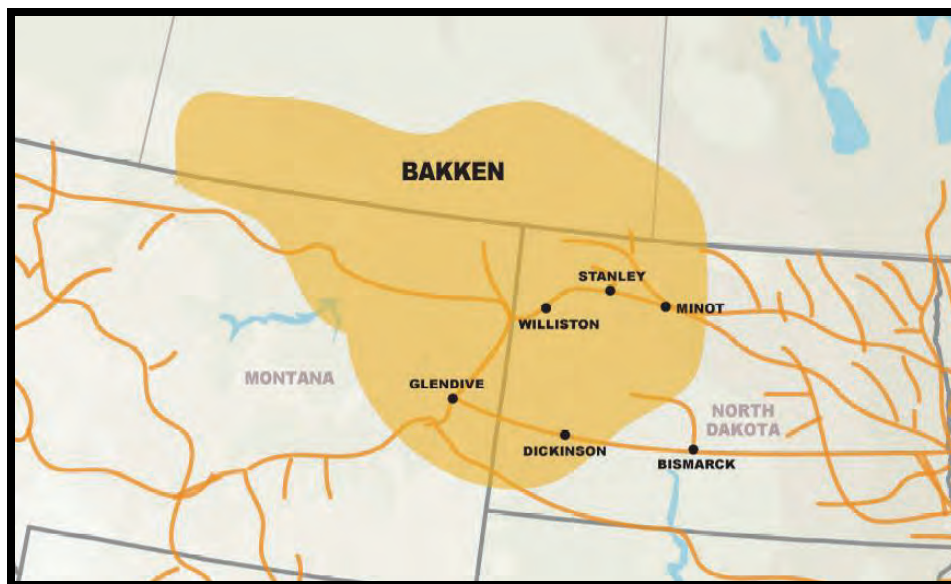 BAKKEN
STANLEY
MINOT
WILLISTON
MONTANA
GLENDIVE
NORTH
DAKOTA
DICKINSON
BISMARCK